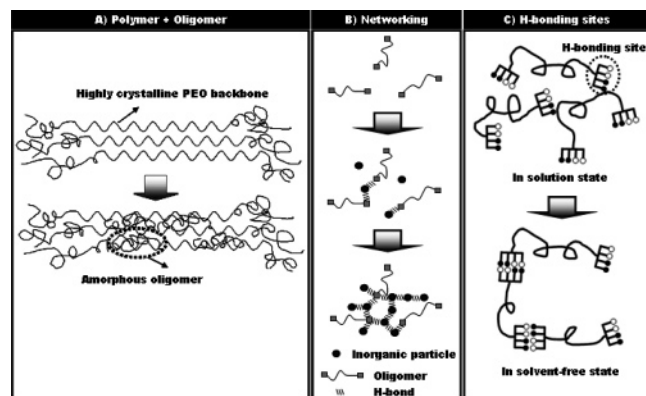 A) Polymer + Oligomer
Highly crystalline PEO backbone
Amorphous oligomer
B) Networking
Inorganic particle
Oligomer
H-bond
C) H-bonding sites
H-bonding site
In solution state
In solvent-free state